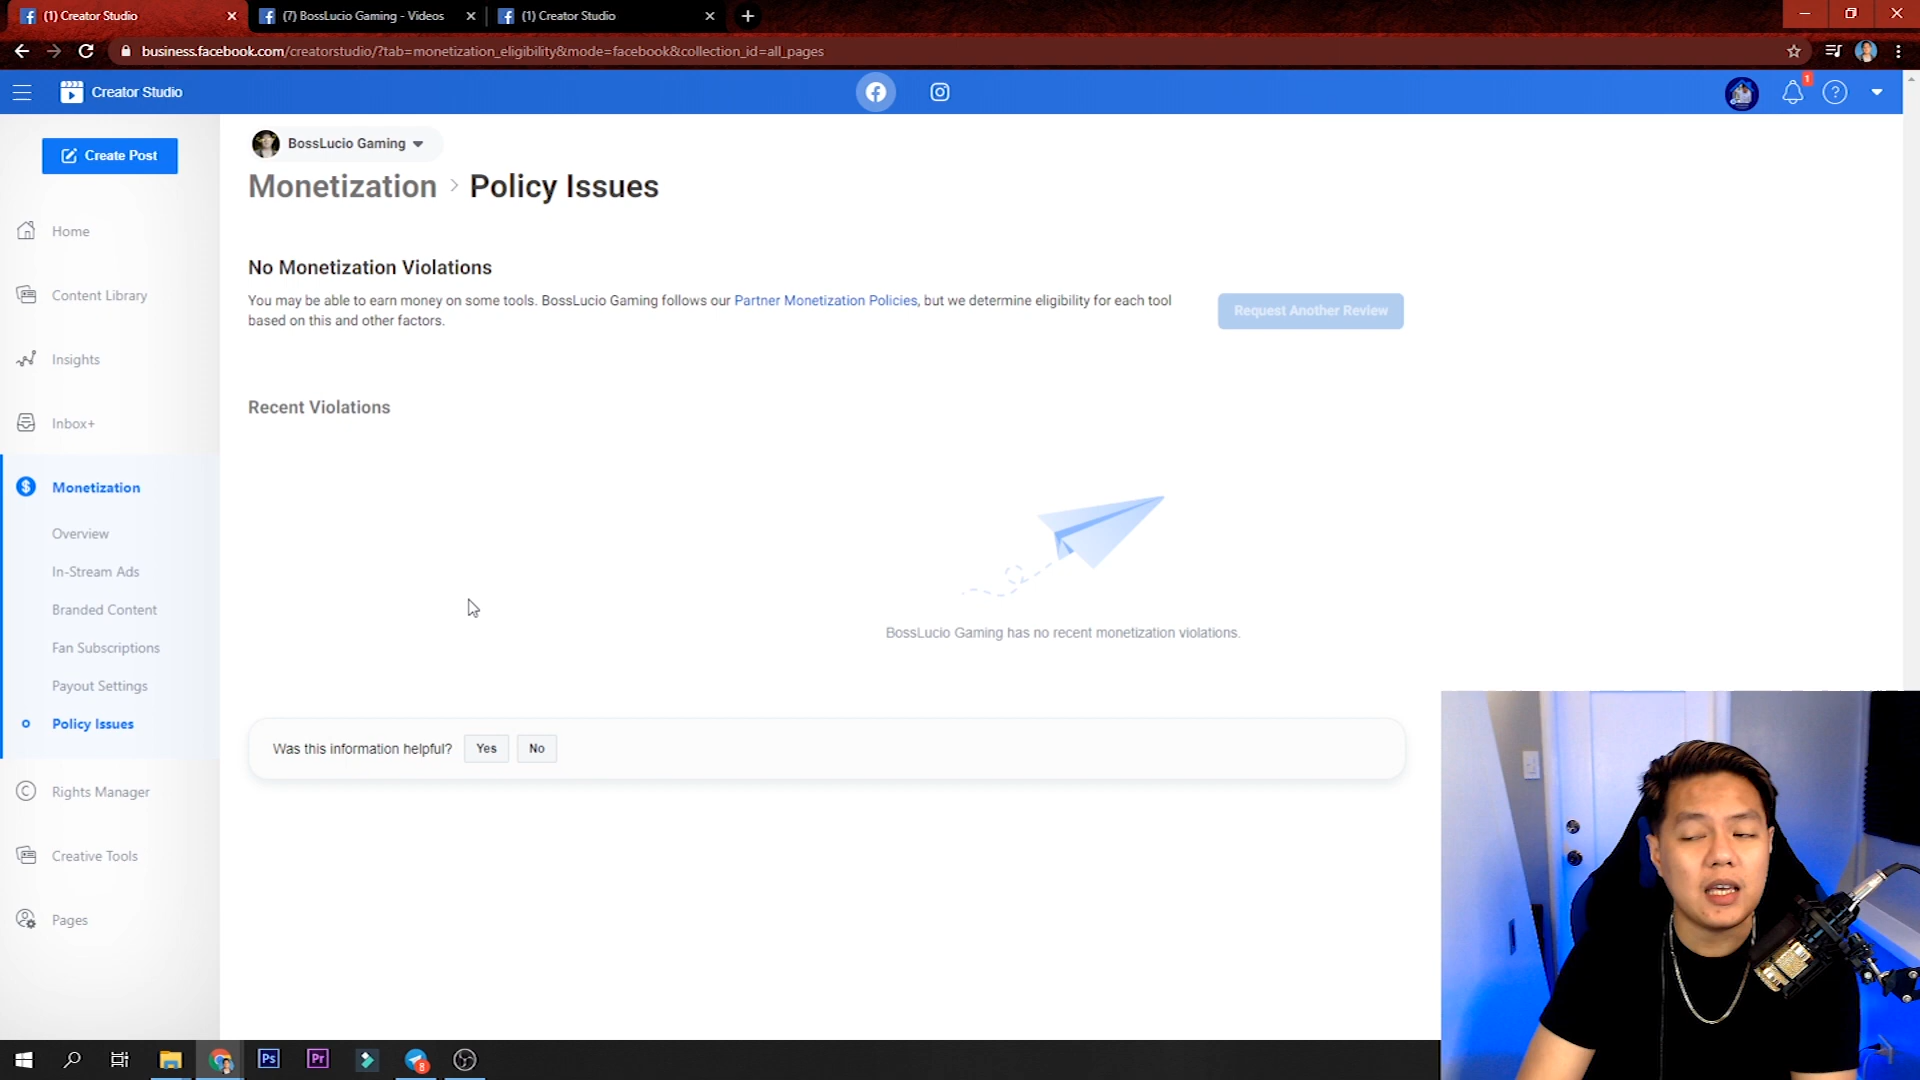 (1) Creator Studio
(7) BossLucio Gaming - Videos
(1) Creator Studio
business.facebook.com/creatorstudio/?tab=monetization_eligibility&mode=facebook&collection_id=all_pages
Creator Studio
1
Create Post
Home
Content Library
Insights
Inbox+
Monetization
Overview
In-Stream Ads
Branded Content
Fan Subscriptions
Payout Settings
Policy Issues
Rights Manager
Creative Tools
Pages
BossLucio Gaming
Monetization > Policy Issues
No Monetization Violations
You may be able to earn money on some tools. BossLucio Gaming follows our Partner Monetization Policies, but we determine eligibility for each tool
based on this and other factors.
Request Another Review
Recent Violations
BossLucio Gaming has no recent monetization violations.
Was this information helpful? Yes No
Ps
Pr
8